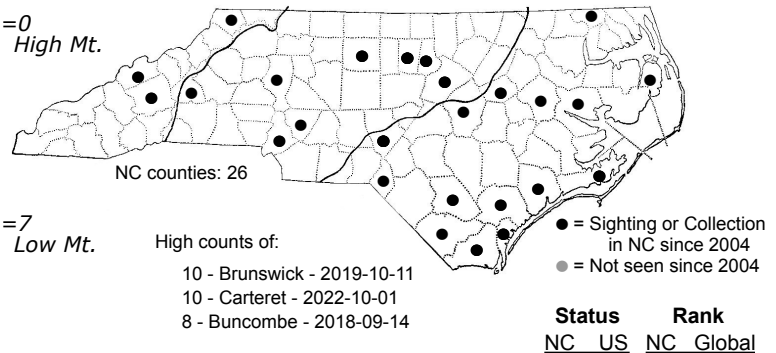 =0
High Mt.
NC counties: 26
=7
Low Mt.
High counts of:
10 - Brunswick - 2019-10-11
10 - Carteret - 2022-10-01
8 - Buncombe - 2018-09-14
● = Sighting or Collection
in NC since 2004
● = Not seen since 2004
Status Rank
NC US NC Global